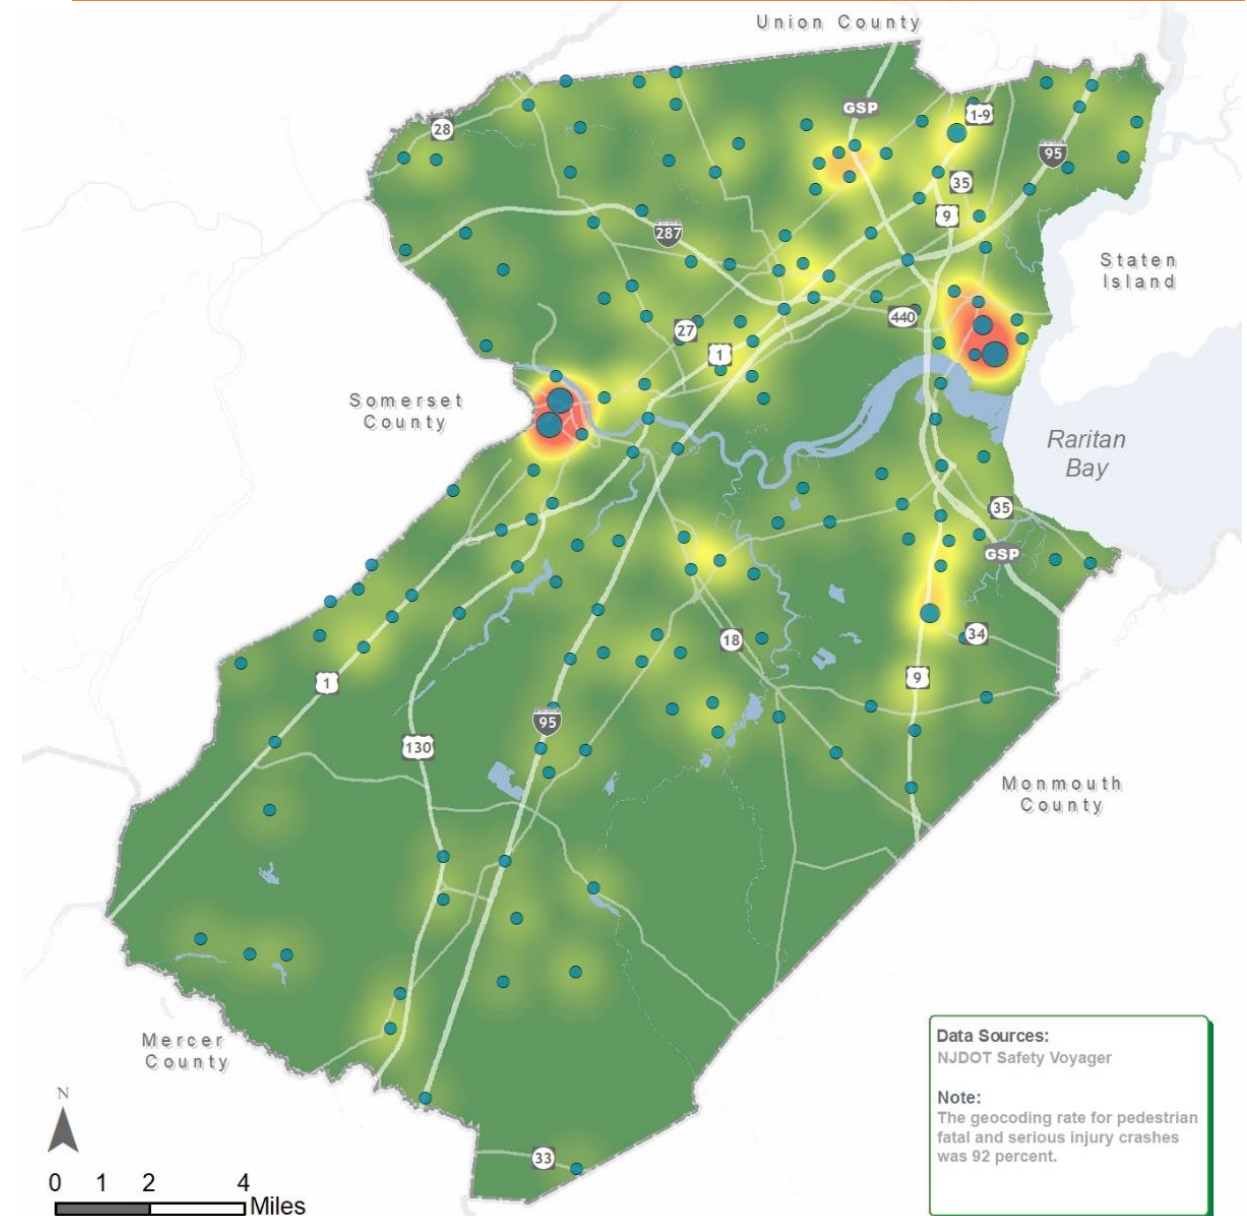 Union County
GSP
1-9
28
95
35
9
287
Staten
Island
440
27
1
Somerset
County
Raritan
Bay
35
GSP
18
34
1
9
95
130
Monmouth
County
Data Sources:
NJDOT Safety Voyager
Note:
The geocoding rate for pedestrian
fatal and serious injury crashes
was 92 percent.
Mercer
County
N
33
0 1 2 4
Miles